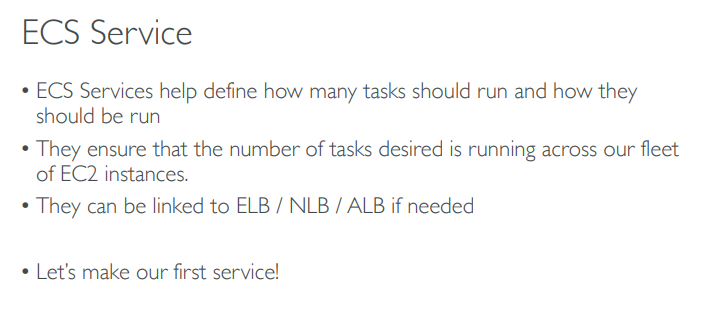 ECS Service
• ECS Services help define how many tasks should run and how they
should be run
• They ensure that the number of tasks desired is running across our fleet
of EC2 instances.
• They can be linked to ELB / NLB / ALB if needed
• Let's make our first service!